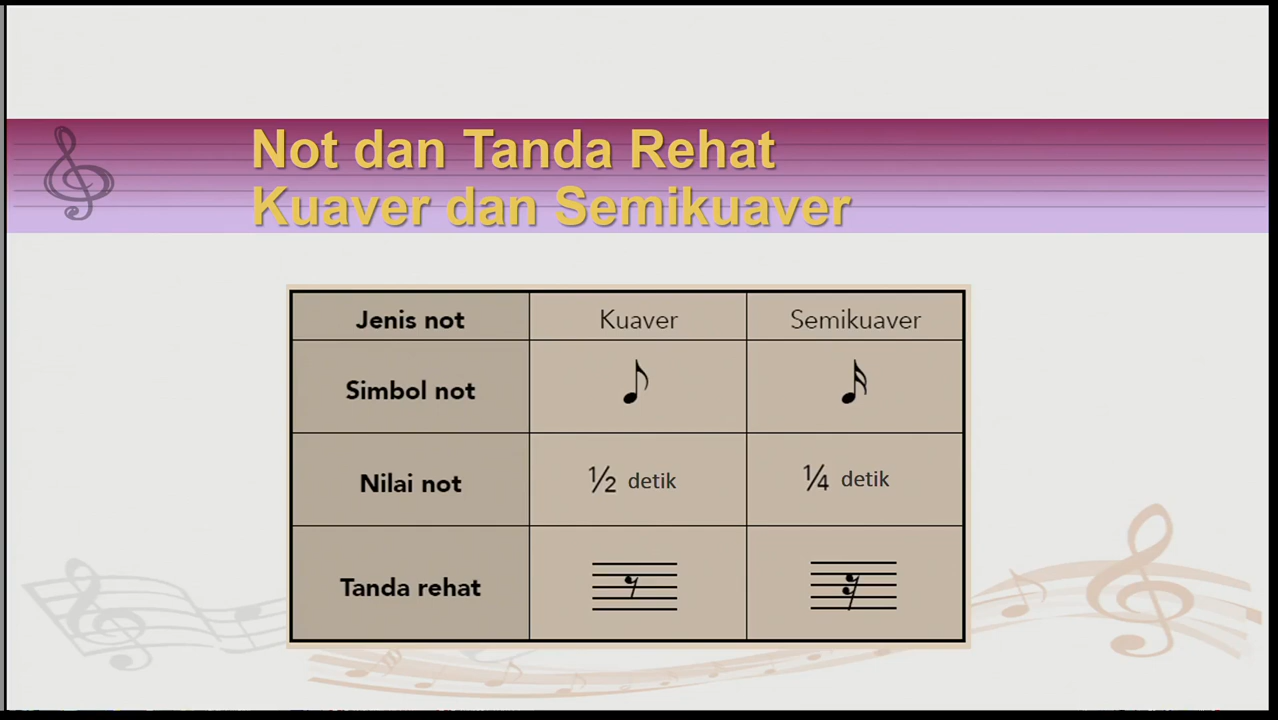 Not dan Tanda Rehat
Kuaver dan Semikuaver
Jenis not Kuaver Semikuaver
Simbol not
Nilai not ½ detik ¼ detik
Tanda rehat